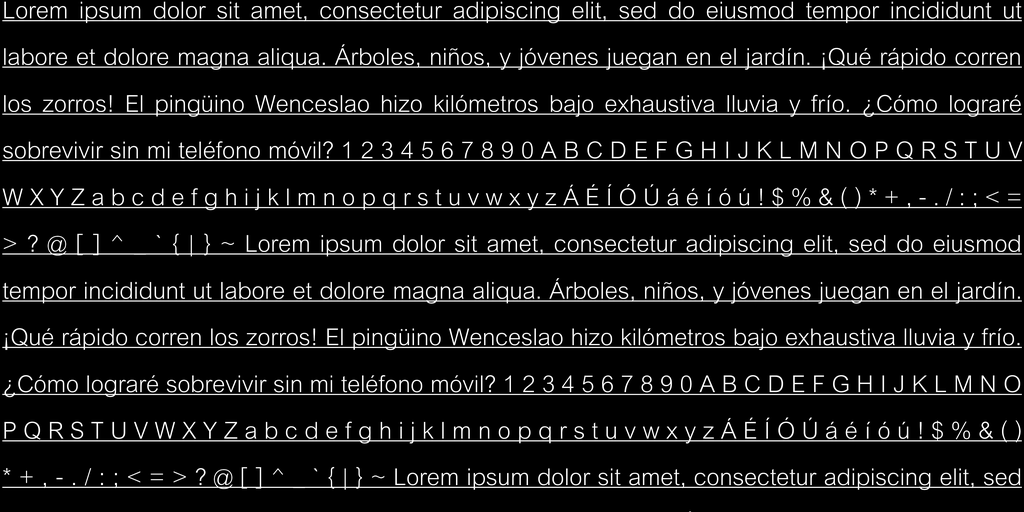 Lorem ipsum dolor sit amet, consectetur adipiscing elit, sed do eiusmod tempor incididunt ut
labore et dolore magna aliqua. Árboles, niños, y jóvenes juegan en el jardín. ¡Qué rápido corren
los zorros! El pingüino Wenceslao hizo kilómetros bajo exhaustiva lluvia y frío. ¿Cómo lograré
sobrevivir sin mi teléfono móvil? 1 2 3 4 5 6 7 8 9 0 A B C D E F G H I J K L M N O P Q R S T U V
W X Y Z a b c d e f g h i j k l m n o p q r s t u v w x y z Á É Í Ó Ú á é í ó ú ! $ % & ( ) * + , - . / : ; < =
> ? @ [ ] ^ _ ` { | } ~ Lorem ipsum dolor sit amet, consectetur adipiscing elit, sed do eiusmod
tempor incididunt ut labore et dolore magna aliqua. Árboles, niños, y jóvenes juegan en el jardín.
¡Qué rápido corren los zorros! El pingüino Wenceslao hizo kilómetros bajo exhaustiva lluvia y frío.
¿Cómo lograré sobrevivir sin mi teléfono móvil? 1 2 3 4 5 6 7 8 9 0 A B C D E F G H I J K L M N O
P Q R S T U V W X Y Z a b c d e f g h i j k l m n o p q r s t u v w x y z Á É Í Ó Ú á é í ó ú ! $ % & ( )
* + , - . / : ; < = > ? @ [ ] ^ _ ` { | } ~ Lorem ipsum dolor sit amet, consectetur adipiscing elit, sed